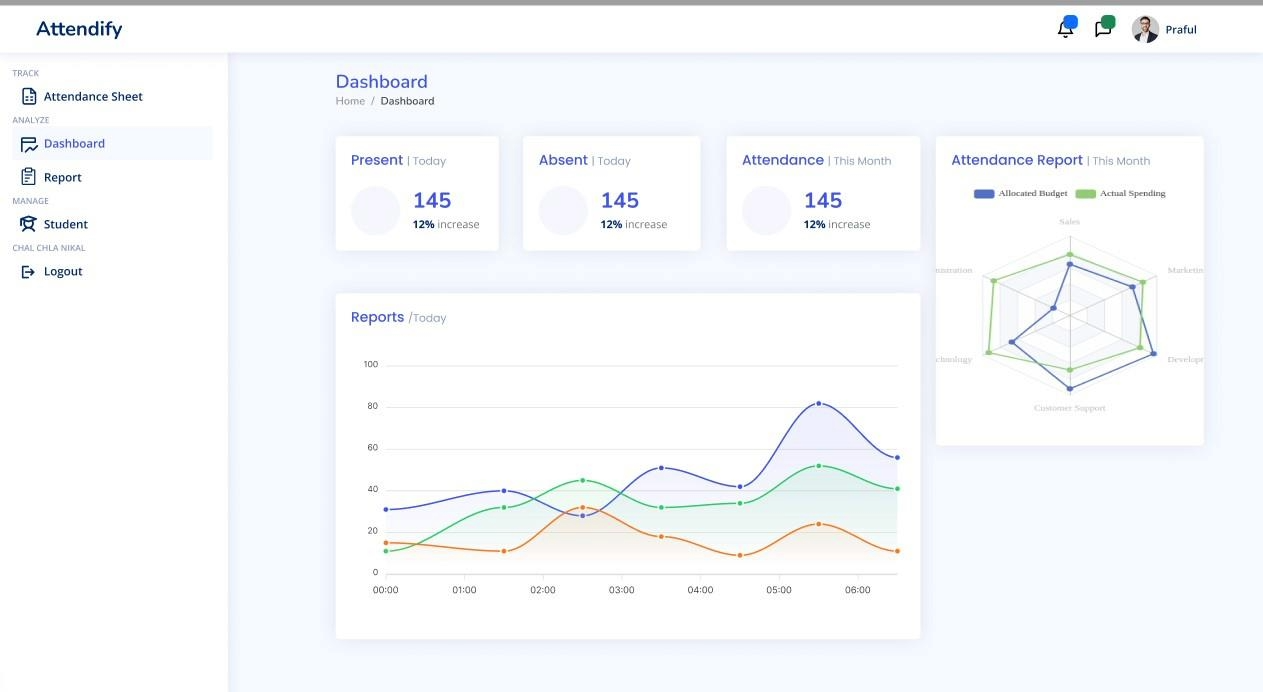 Attendify
Praful
TRACK
Attendance Sheet
ANALYZE
Dashboard
Report
MANAGE
Student
CHAL CHLA NIKAL
Logout
Dashboard
Home / Dashboard
Present | Today
145
12% increase
Absent | Today
145
12% increase
Attendance | This Month
145
12% increase
Attendance Report | This Month
Allocated Budget Actual Spending
Sales
nistration Marketin
chnology Developr
Customer Support
Reports /Today
100
80
60
40
20
0
00:00 01:00 02:00 03:00 04:00 05:00 06:00